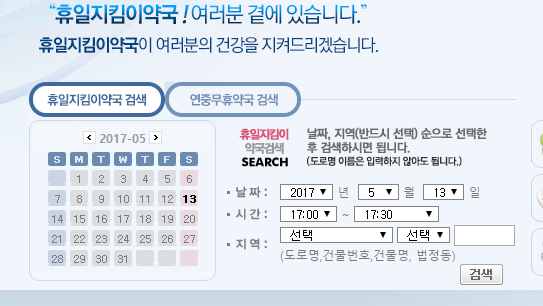 “휴일지킴이약국 ! 여러분 곁에 있습니다.”
휴일지킴이약국이 여러분의 건강을 지켜드리겠습니다.
휴일지킴이약국 검색 연중무휴약국 검색
2017-05
S M T W T F S
1 2 3 4 5 6
7 8 9 10 11 12 13
14 15 16 17 18 19 20
21 22 23 24 25 26 27
28 29 30 31
휴일지킴이
약국검색
SEARCH
날짜, 지역(반드시 선택) 순으로 선택한
후 검색하시면 됩니다.
(도로명 이름은 입력하지 않아도 됩니다.)
날짜 : 2017 년 5 월 13 일
시간 : 17:00 ~ 17:30
지역 : 선택 선택
(도로명,건물번호,건물명, 법정동)
검색